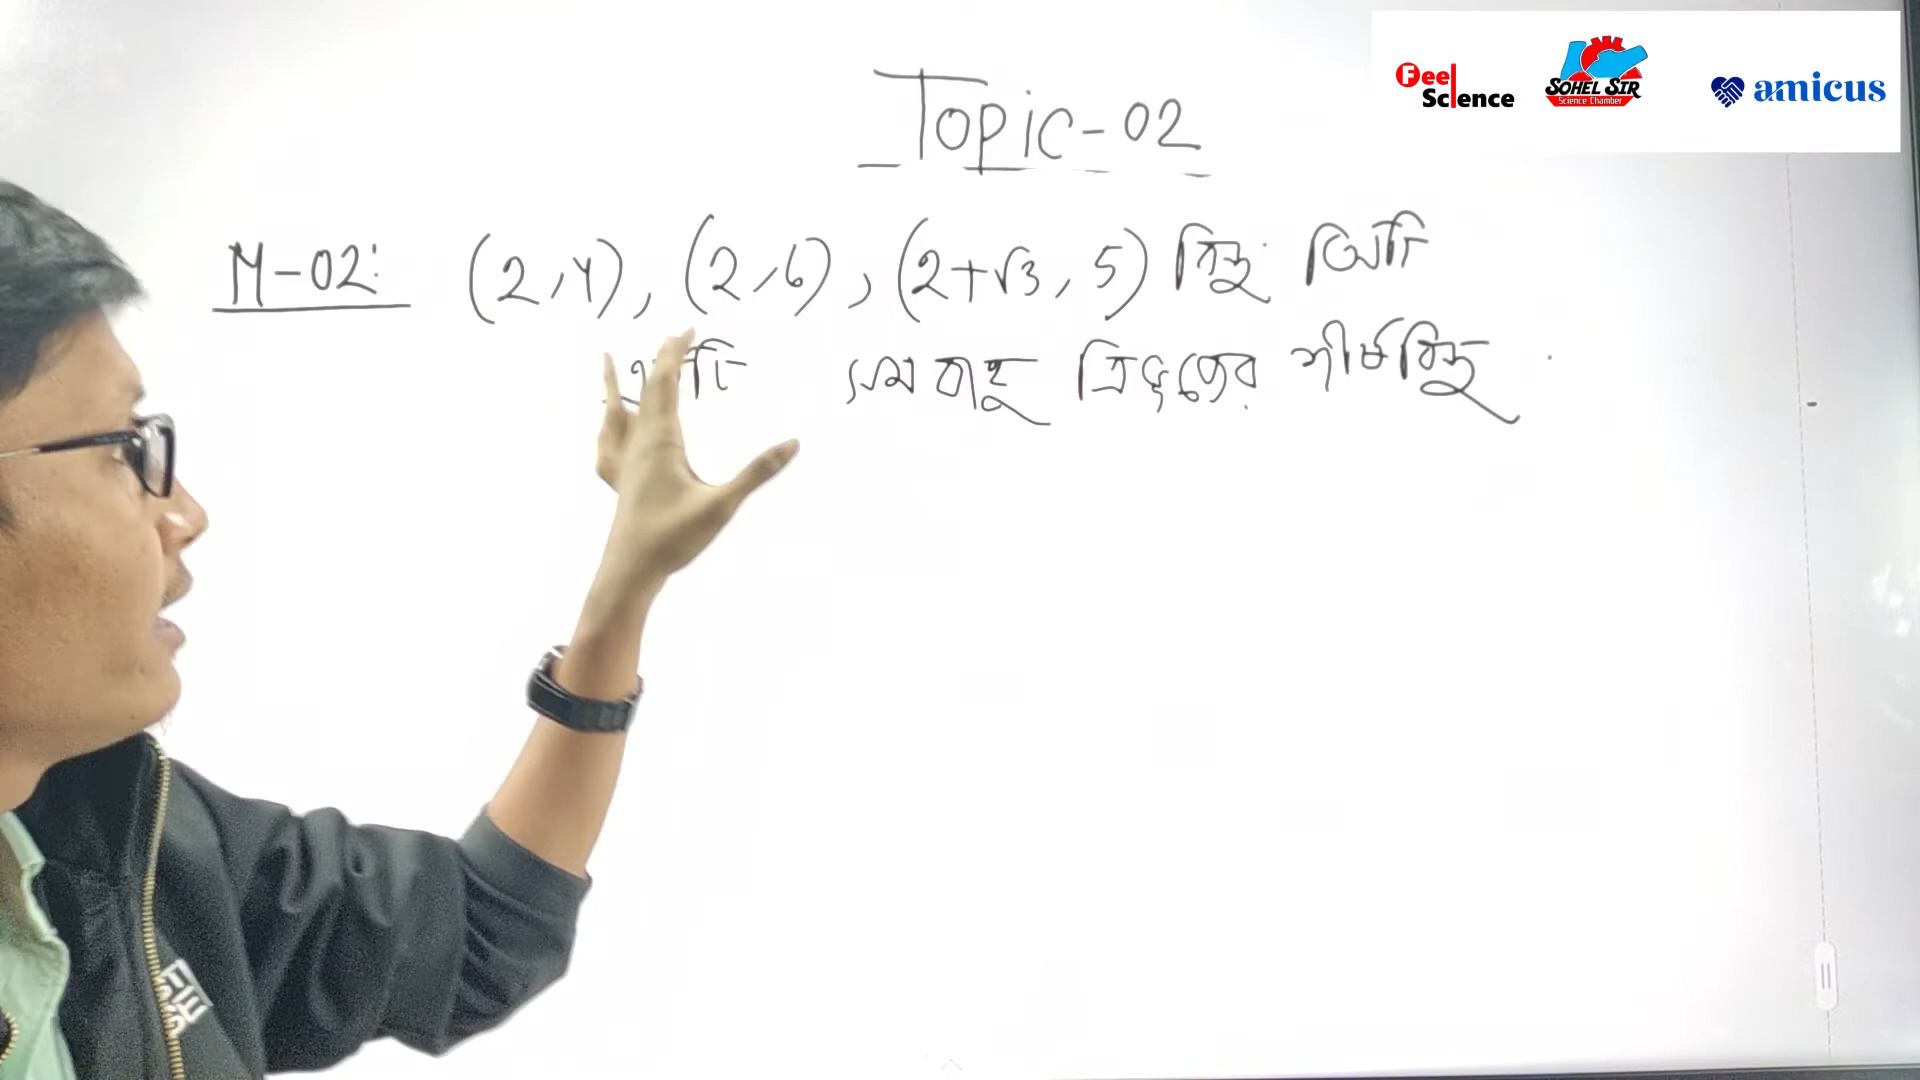 Feel Science
SOHEL SIR
Science Chamber
amicus
Topic-02
M-02: (2,4), (2,6), (2+√3, 5) বিন্দু তিনটি
সমবাহু ত্রিভুজের শীর্ষবিন্দু